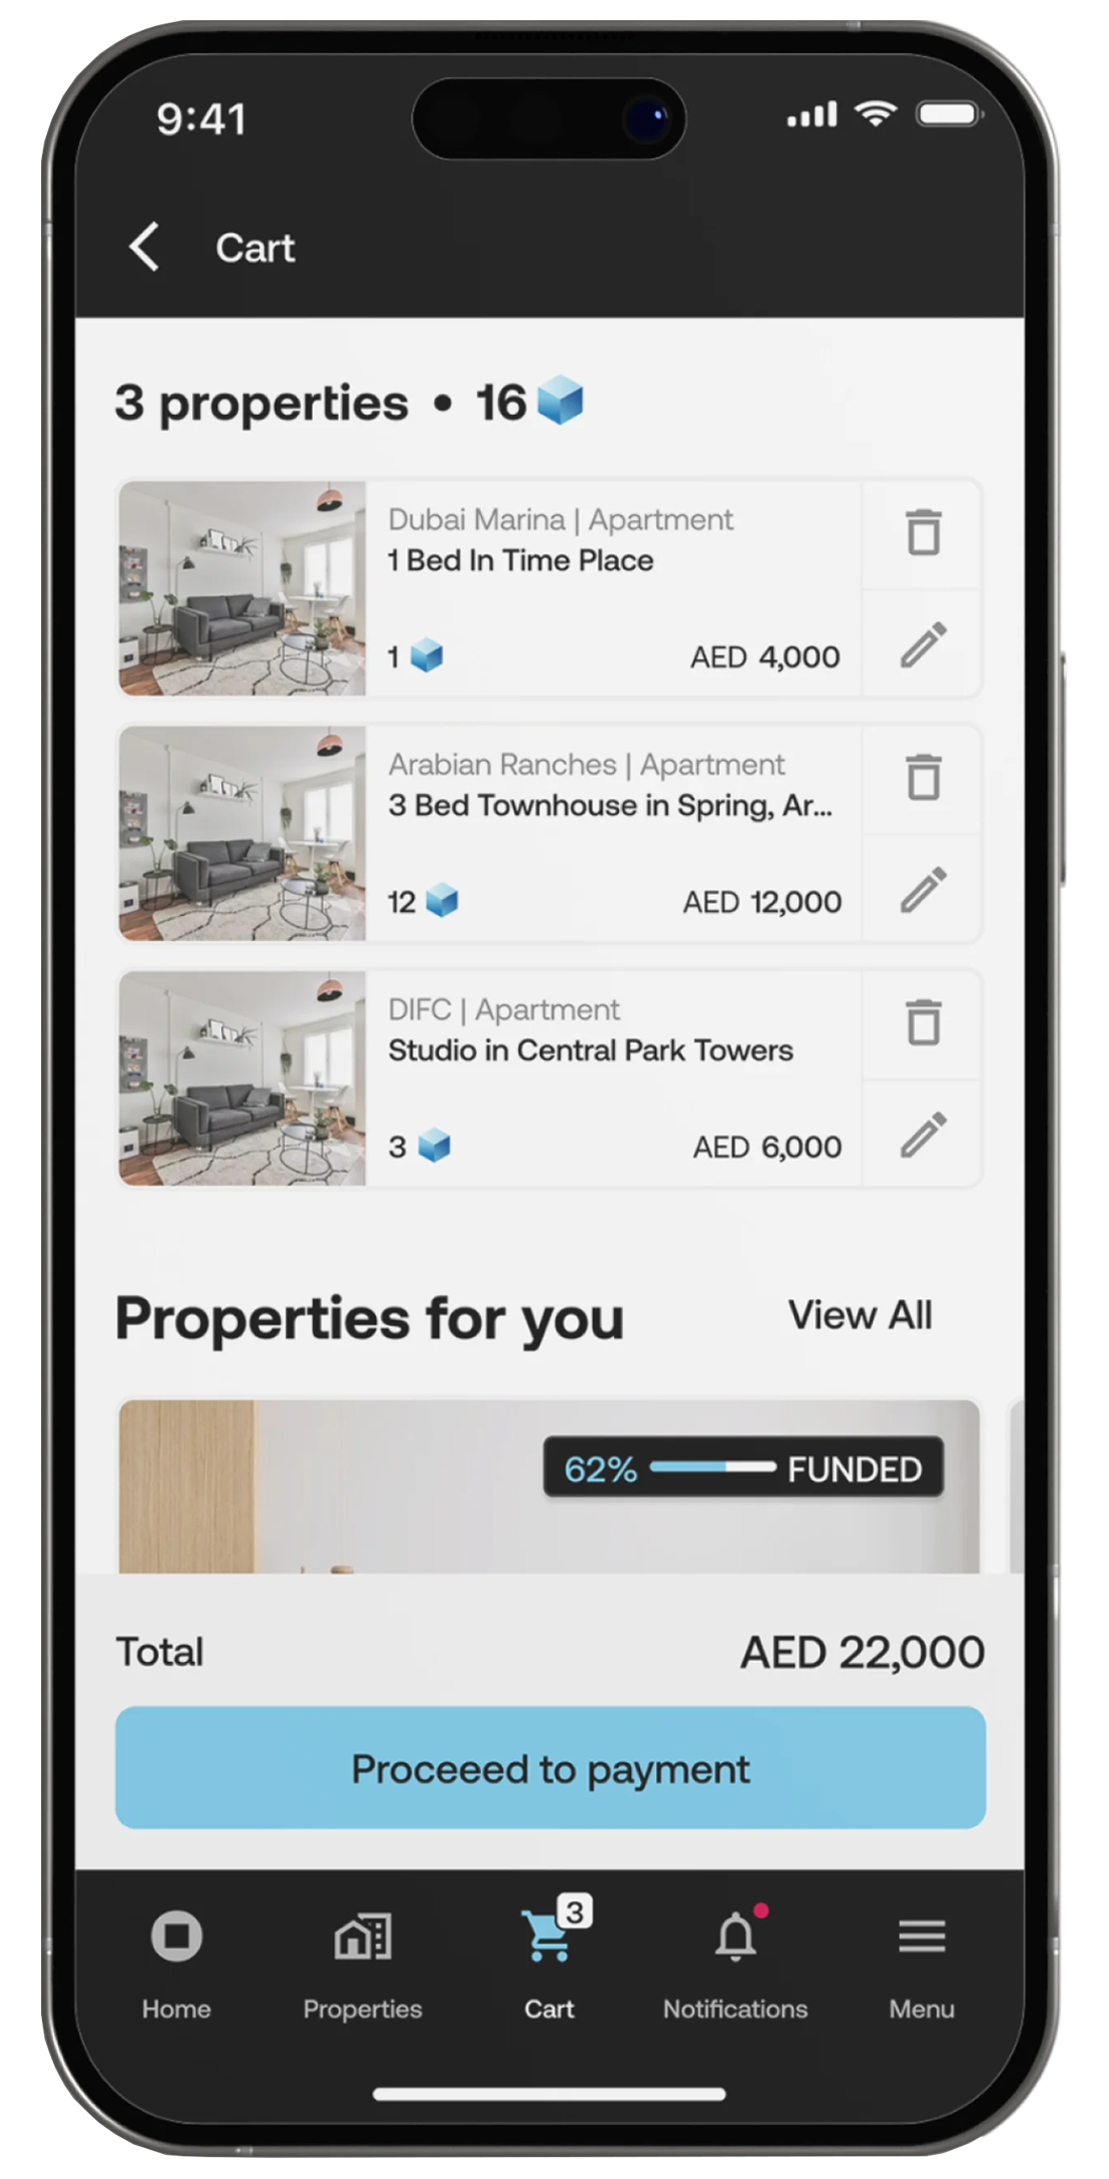 9:41
Cart
3 properties • 16
Dubai Marina | Apartment
1 Bed In Time Place
1 AED 4,000
Arabian Ranches | Apartment
3 Bed Townhouse in Spring, Ar...
12 AED 12,000
DIFC | Apartment
Studio in Central Park Towers
3 AED 6,000
Properties for you View All
62% FUNDED
Total AED 22,000
Proceeed to payment
3
Home Properties Cart Notifications Menu